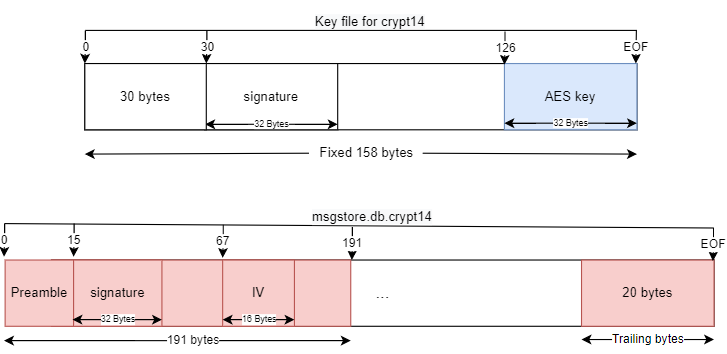 Key file for crypt14
0 30 126 EOF
30 bytes signature AES key
32 Bytes 32 Bytes
Fixed 158 bytes
msgstore.db.crypt14
0 15 67 191 EOF
Preamble signature IV ... 20 bytes
32 Bytes 16 Bytes
191 bytes Trailing bytes